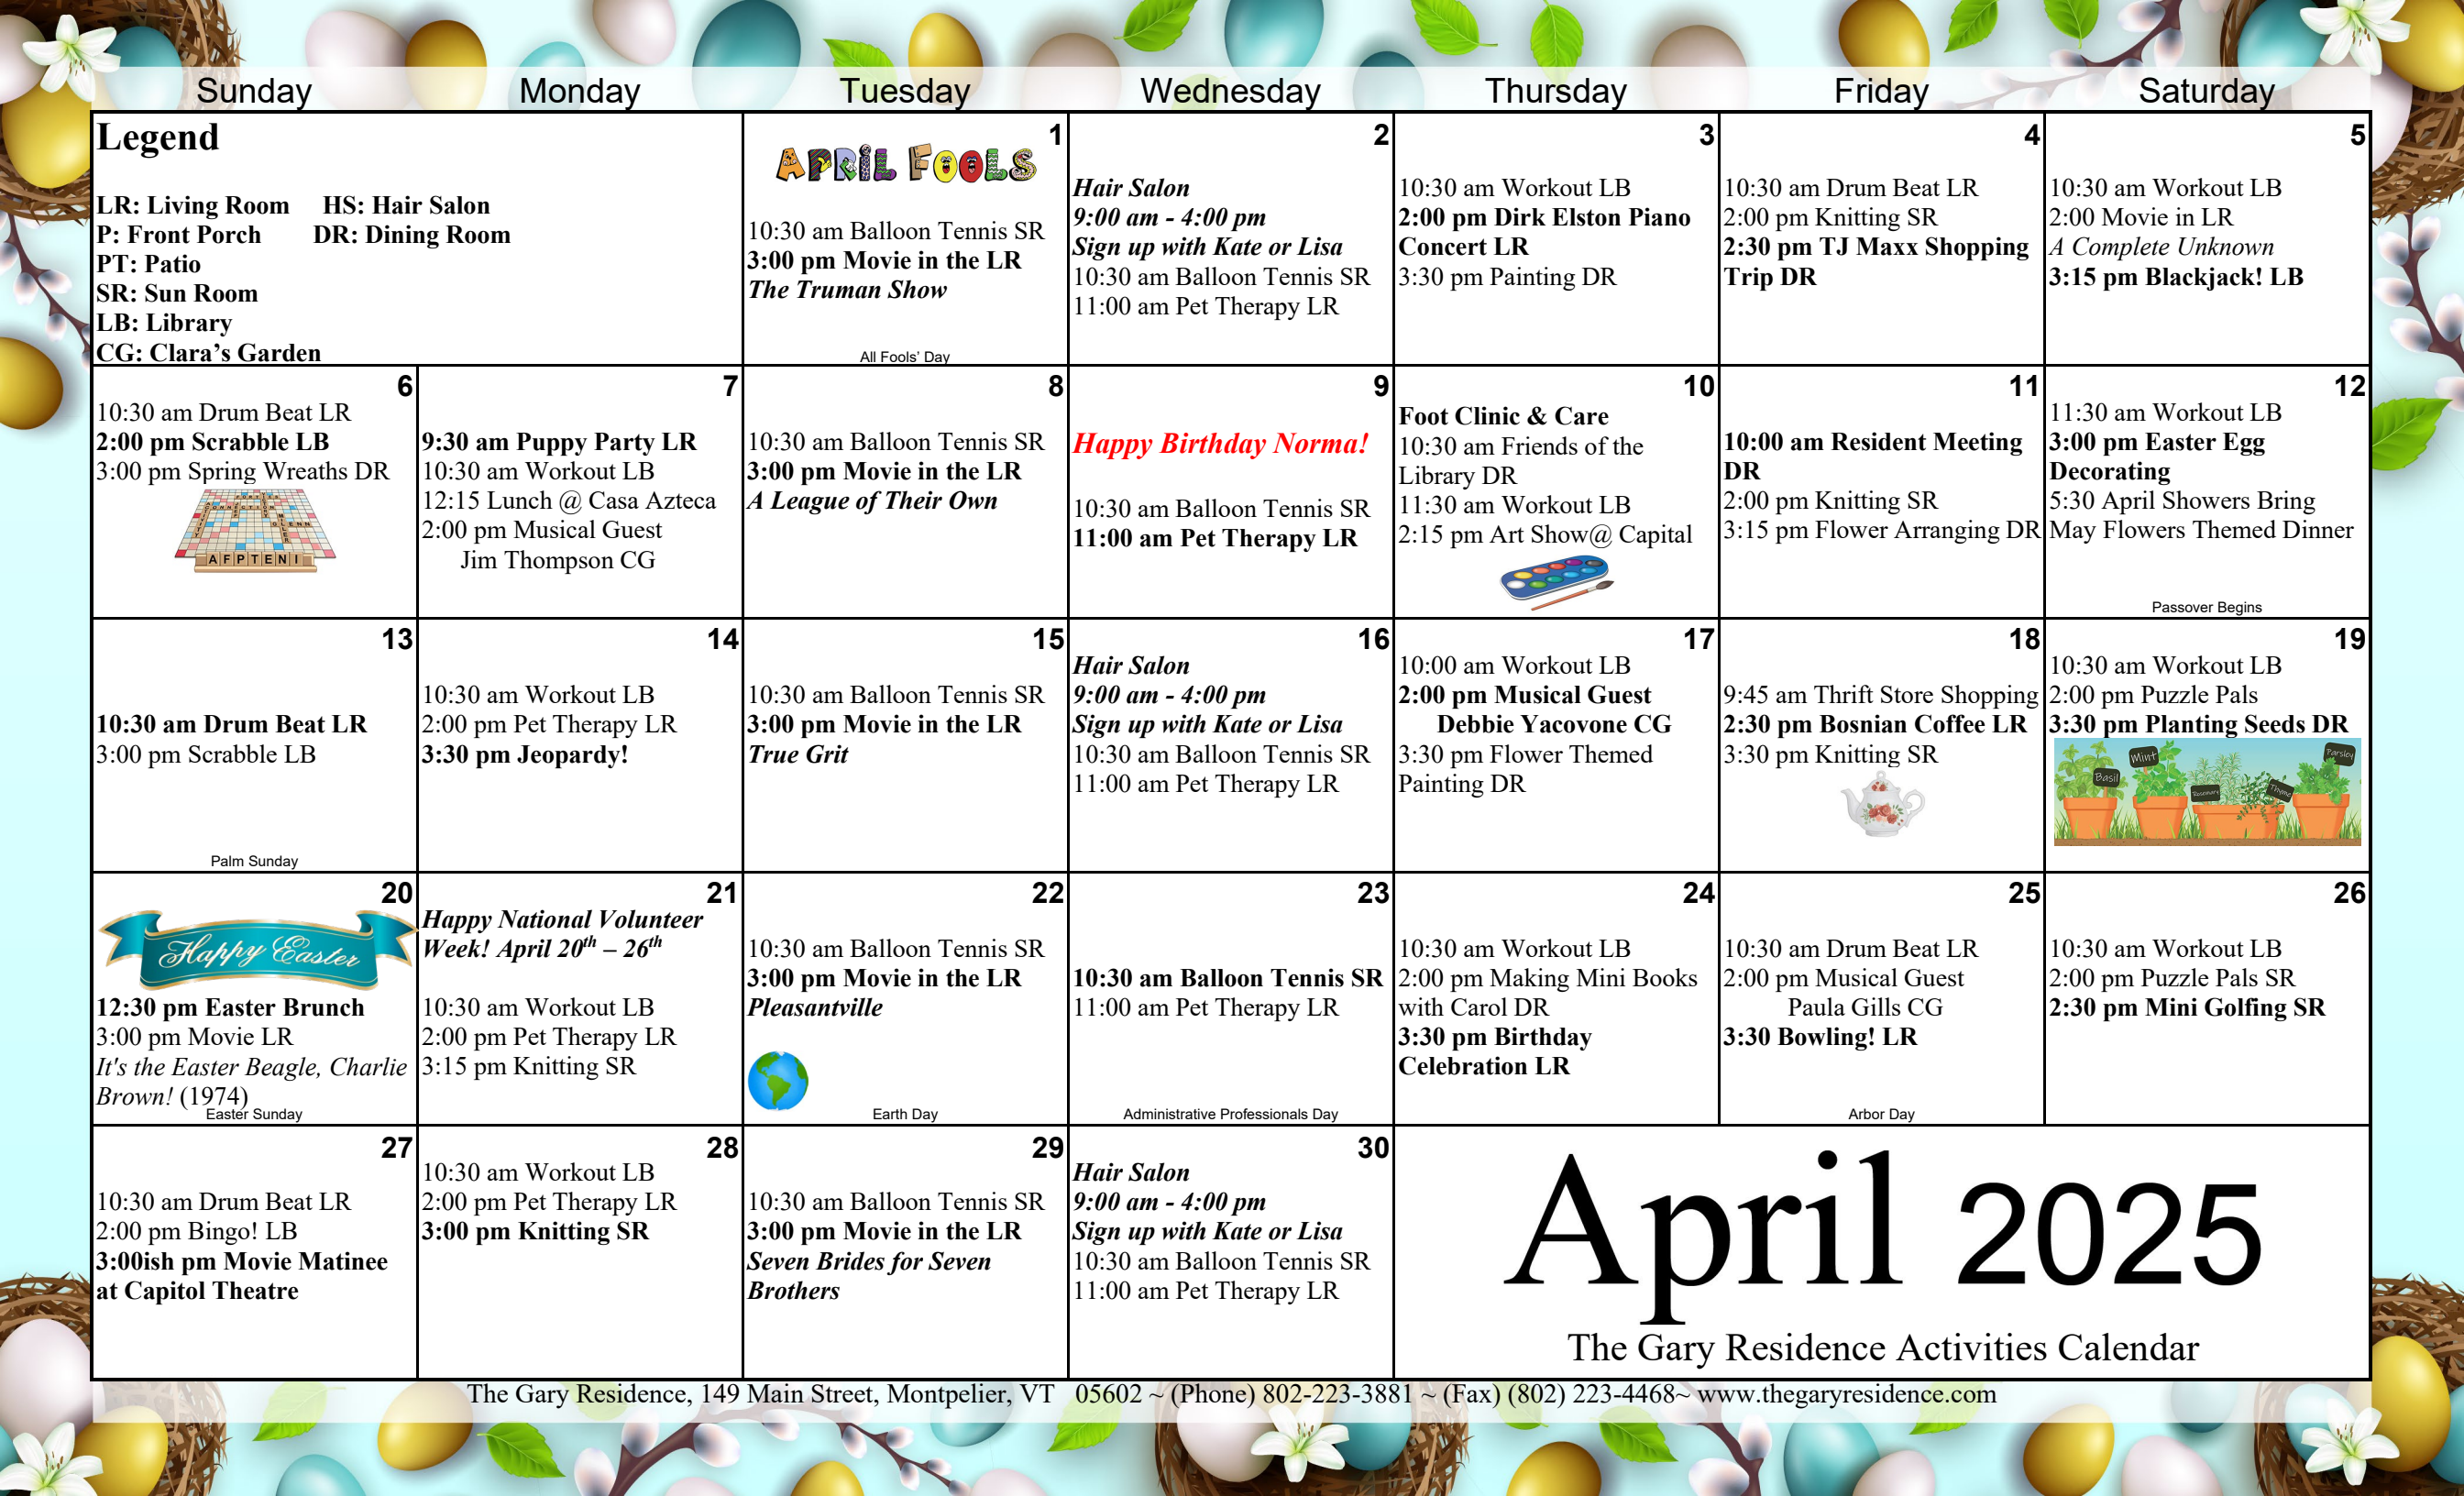 Sunday Monday Tuesday Wednesday Thursday Friday Saturday
Legend
LR: Living Room HS: Hair Salon
P: Front Porch DR: Dining Room
PT: Patio
SR: Sun Room
LB: Library
CG: Clara's Garden
1
APRIL FOOLS
10:30 am Balloon Tennis SR
3:00 pm Movie in the LR
The Truman Show
All Fools' Day
2
Hair Salon
9:00 am - 4:00 pm
Sign up with Kate or Lisa
10:30 am Balloon Tennis SR
11:00 am Pet Therapy LR
3
10:30 am Workout LB
2:00 pm Dirk Elston Piano
Concert LR
3:30 pm Painting DR
4
10:30 am Drum Beat LR
2:00 pm Knitting SR
2:30 pm TJ Maxx Shopping
Trip DR
5
10:30 am Workout LB
2:00 Movie in LR
A Complete Unknown
3:15 pm Blackjack! LB
6
10:30 am Drum Beat LR
2:00 pm Scrabble LB
3:00 pm Spring Wreaths DR
AFPTENI
7
9:30 am Puppy Party LR
10:30 am Workout LB
12:15 Lunch @ Casa Azteca
2:00 pm Musical Guest
Jim Thompson CG
8
10:30 am Balloon Tennis SR
3:00 pm Movie in the LR
A League of Their Own
9
Happy Birthday Norma!
10:30 am Balloon Tennis SR
11:00 am Pet Therapy LR
10
Foot Clinic & Care
10:30 am Friends of the
Library DR
11:30 am Workout LB
2:15 pm Art Show@ Capital
11
10:00 am Resident Meeting
DR
2:00 pm Knitting SR
3:15 pm Flower Arranging DR
12
11:30 am Workout LB
3:00 pm Easter Egg
Decorating
5:30 April Showers Bring
May Flowers Themed Dinner
Passover Begins
13
10:30 am Drum Beat LR
3:00 pm Scrabble LB
Palm Sunday
14
10:30 am Workout LB
2:00 pm Pet Therapy LR
3:30 pm Jeopardy!
15
10:30 am Balloon Tennis SR
3:00 pm Movie in the LR
True Grit
16
Hair Salon
9:00 am - 4:00 pm
Sign up with Kate or Lisa
10:30 am Balloon Tennis SR
11:00 am Pet Therapy LR
17
10:00 am Workout LB
2:00 pm Musical Guest
Debbie Yacovone CG
3:30 pm Flower Themed
Painting DR
18
9:45 am Thrift Store Shopping
2:30 pm Bosnian Coffee LR
3:30 pm Knitting SR
19
10:30 am Workout LB
2:00 pm Puzzle Pals
3:30 pm Planting Seeds DR
Basil Mint Rosemary Thyme Parsley
20
Happy Easter
12:30 pm Easter Brunch
3:00 pm Movie LR
It's the Easter Beagle, Charlie
Brown! (1974)
Easter Sunday
21
Happy National Volunteer
Week! April 20th – 26th
10:30 am Workout LB
2:00 pm Pet Therapy LR
3:15 pm Knitting SR
22
10:30 am Balloon Tennis SR
3:00 pm Movie in the LR
Pleasantville
Earth Day
23
10:30 am Balloon Tennis SR
11:00 am Pet Therapy LR
Administrative Professionals Day
24
10:30 am Workout LB
2:00 pm Making Mini Books
with Carol DR
3:30 pm Birthday
Celebration LR
25
10:30 am Drum Beat LR
2:00 pm Musical Guest
Paula Gills CG
3:30 Bowling! LR
Arbor Day
26
10:30 am Workout LB
2:00 pm Puzzle Pals SR
2:30 pm Mini Golfing SR
27
10:30 am Drum Beat LR
2:00 pm Bingo! LB
3:00ish pm Movie Matinee
at Capitol Theatre
28
10:30 am Workout LB
2:00 pm Pet Therapy LR
3:00 pm Knitting SR
29
10:30 am Balloon Tennis SR
3:00 pm Movie in the LR
Seven Brides for Seven
Brothers
30
Hair Salon
9:00 am - 4:00 pm
Sign up with Kate or Lisa
10:30 am Balloon Tennis SR
11:00 am Pet Therapy LR
April 2025
The Gary Residence Activities Calendar
The Gary Residence, 149 Main Street, Montpelier, VT 05602 ~ (Phone) 802-223-3881 ~ (Fax) (802) 223-4468~ www.thegaryresidence.com